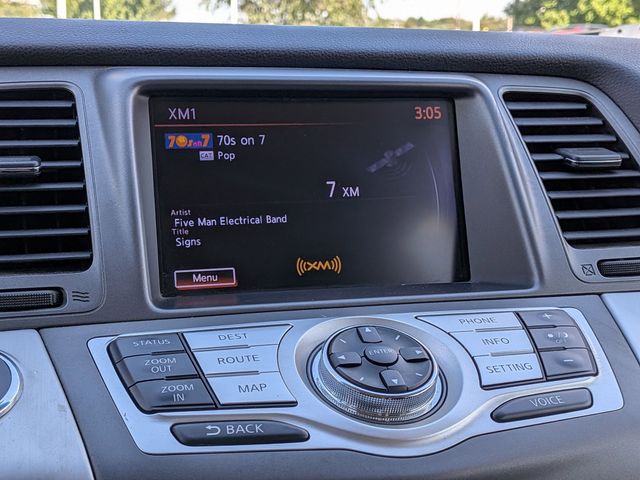 XM1
3:05
70s on 7
70s on 7
CAT Pop
7 XM
Artist
Five Man Electrical Band
Title
Signs
Menu
((XM))
STATUS
DEST
PHONE
ZOOM OUT
ROUTE
INFO
ZOOM IN
MAP
SETTING
ENTER
BACK
VOICE